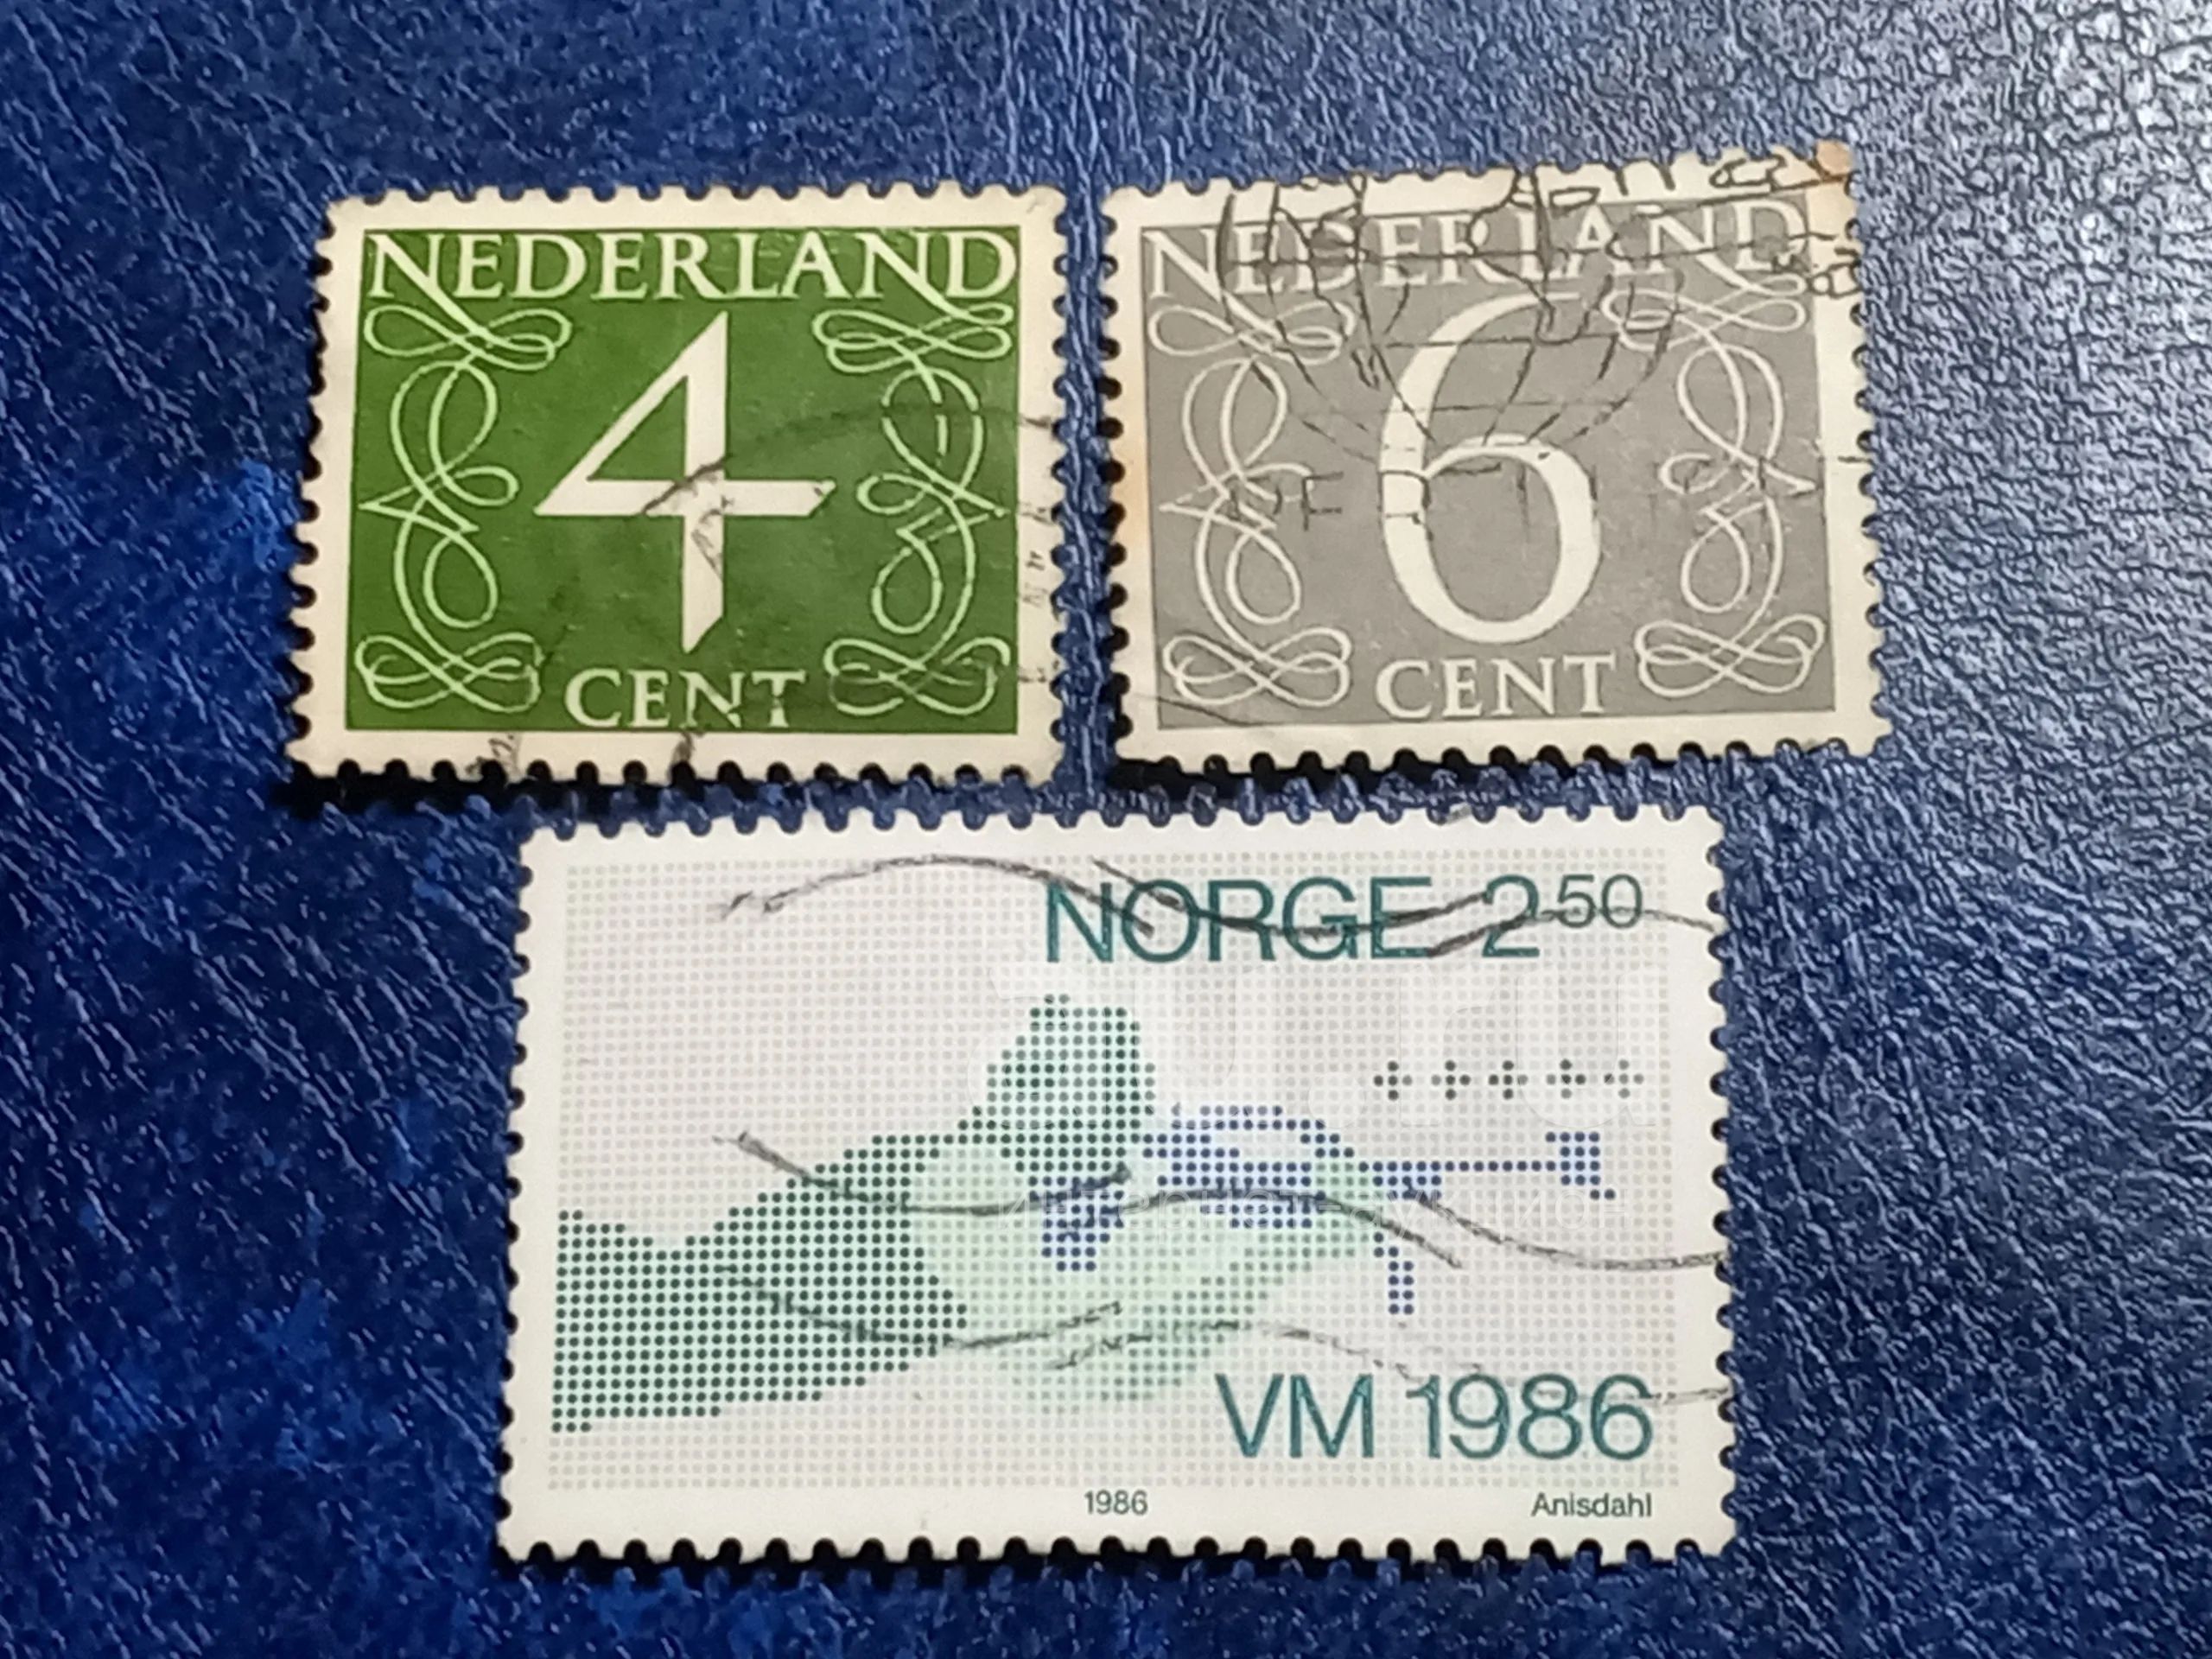 NEDERLAND
4
CENT
NEDERLAND
6
CENT
NORGE 2 50
VM 1986
1986
Anisdahl